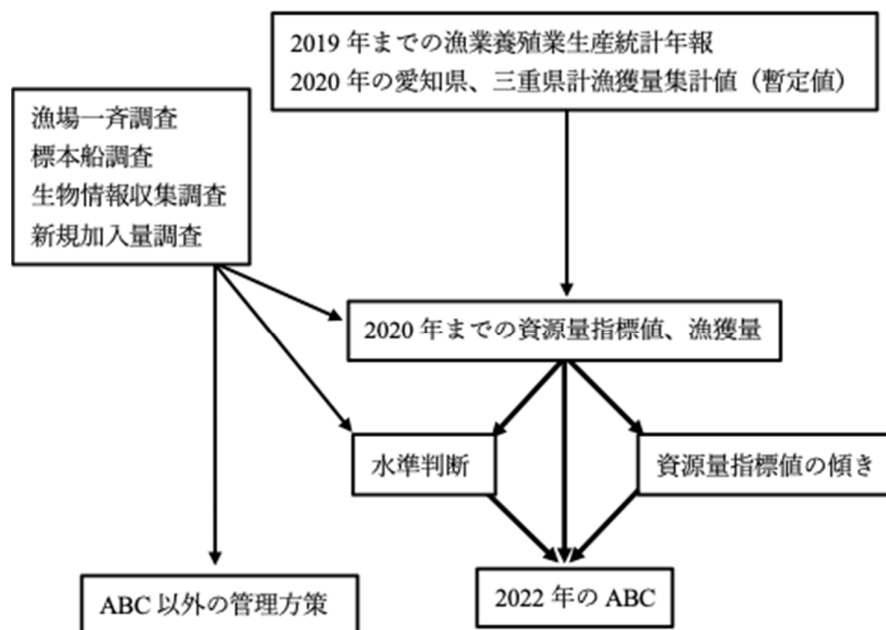 2019 年までの漁業養殖業生産統計年報
2020 年の愛知県、三重県計漁獲量集計値（暫定値）
漁場一斉調査
標本船調査
生物情報収集調査
新規加入量調査
2020 年までの資源量指標値、漁獲量
水準判断
資源量指標値の傾き
ABC 以外の管理方策
2022 年の ABC